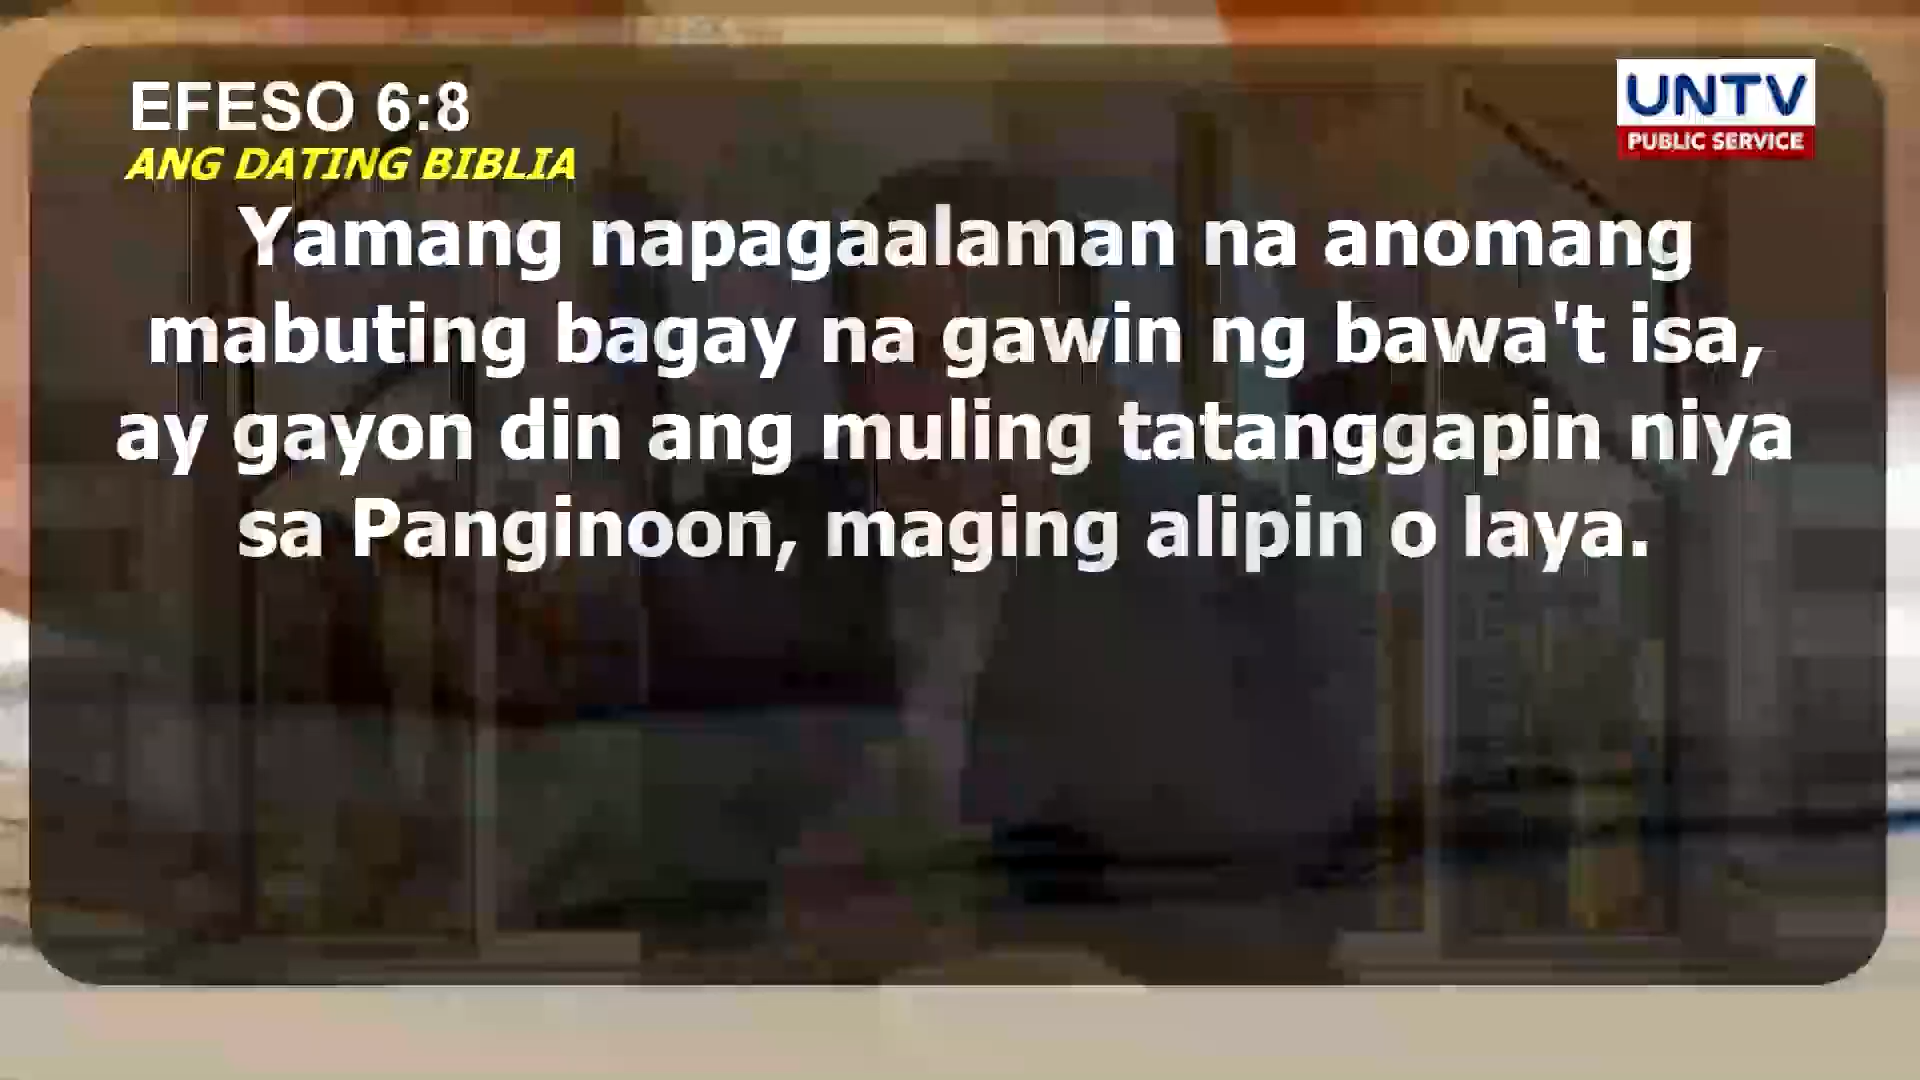 EFESO 6:8
ANG DATING BIBLIA
UNTV
PUBLIC SERVICE
Yamang napagaalaman na anomang
mabuting bagay na gawin ng bawa't isa,
ay gayon din ang muling tatanggapin niya
sa Panginoon, maging alipin o laya.